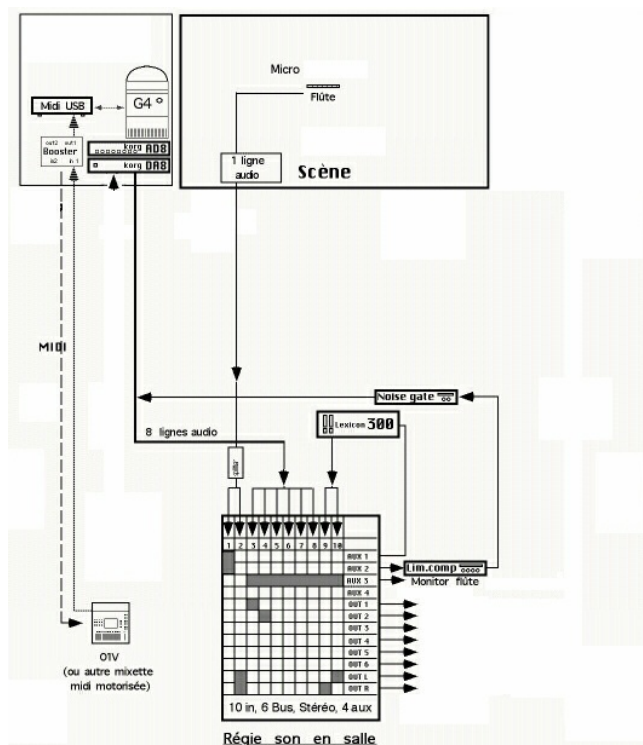 Micro
Flûte
Midi USB
G4
out2 out1
Booster
in2 in 1
korg AD8
korg DA8
1 ligne
audio
Scène
MIDI
Noise gate
Lexicon 300
8 lignes audio
1 2 3 4 5 6 7 8 9 10
AUX 1
AUX 2
Lim.comp
AUX 3
Monitor flûte
AUX 4
OUT 1
OUT 2
OUT 3
OUT 4
OUT 5
OUT 6
OUT L
OUT R
01V
(ou autre mixette
midi motorisée)
10 in, 6 Bus, Stéréo, 4 aux
Régie son en salle